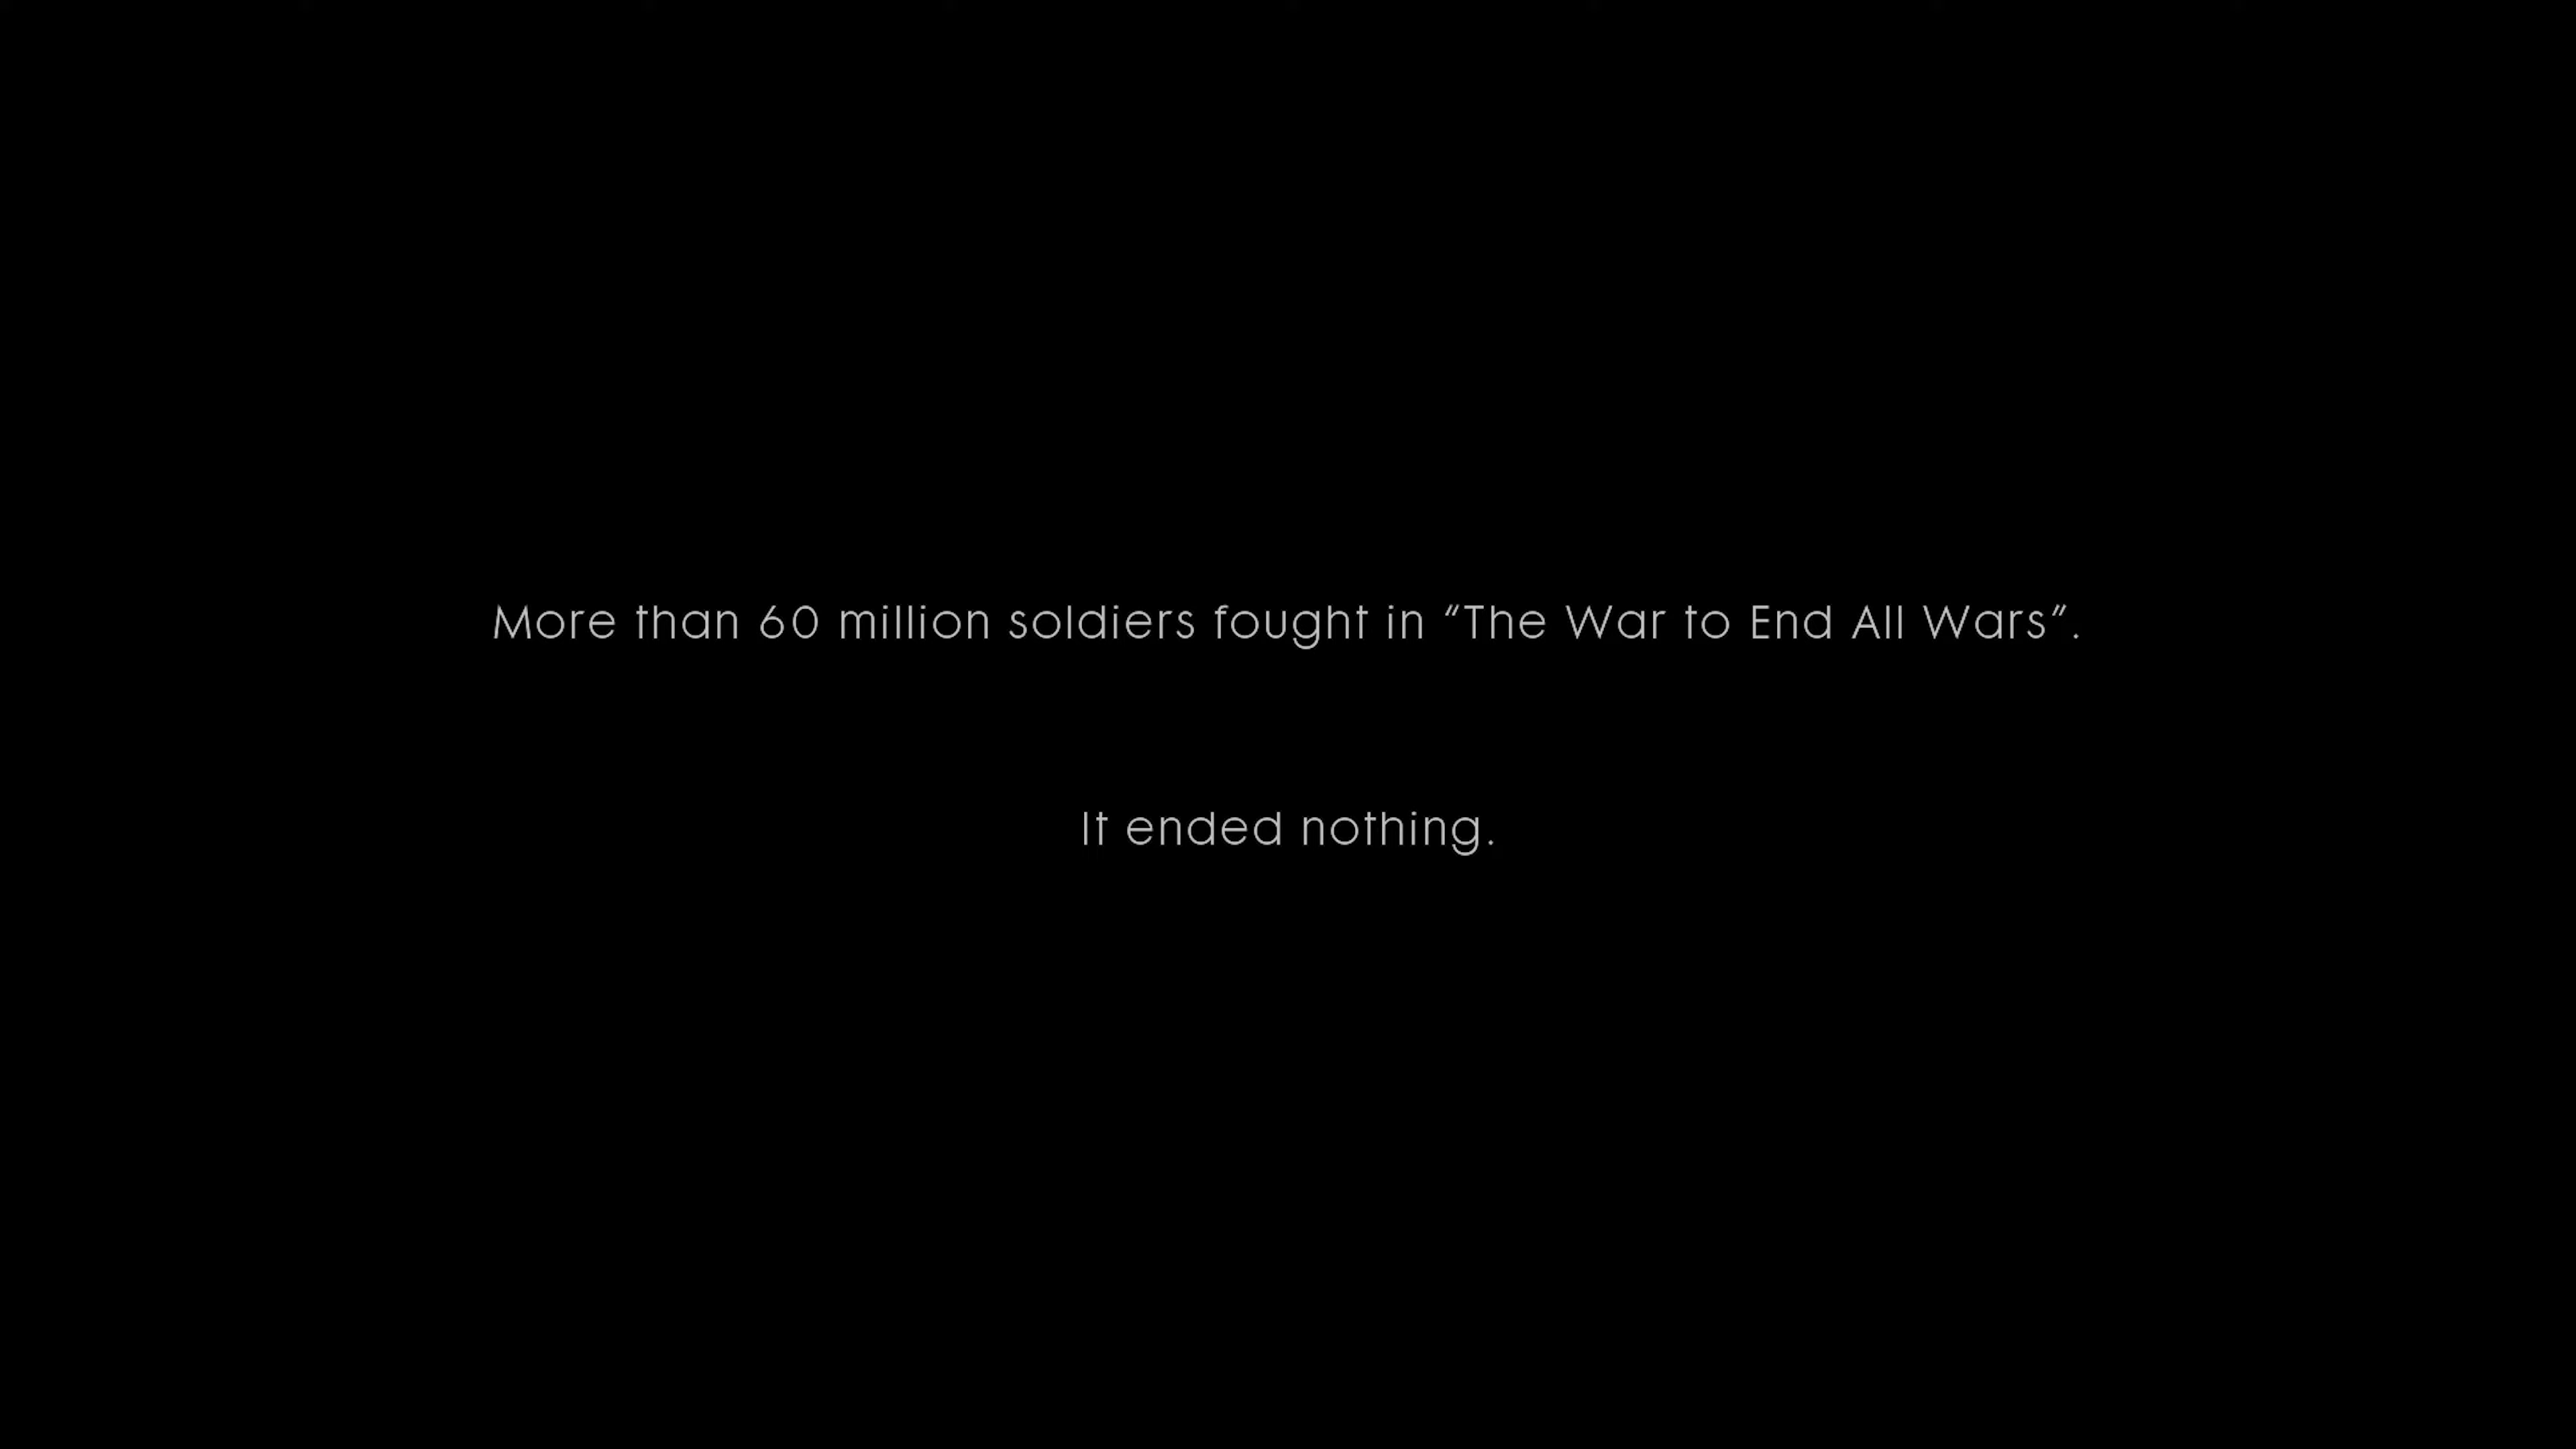 More than 60 million soldiers fought in “The War to End All Wars”.
It ended nothing.